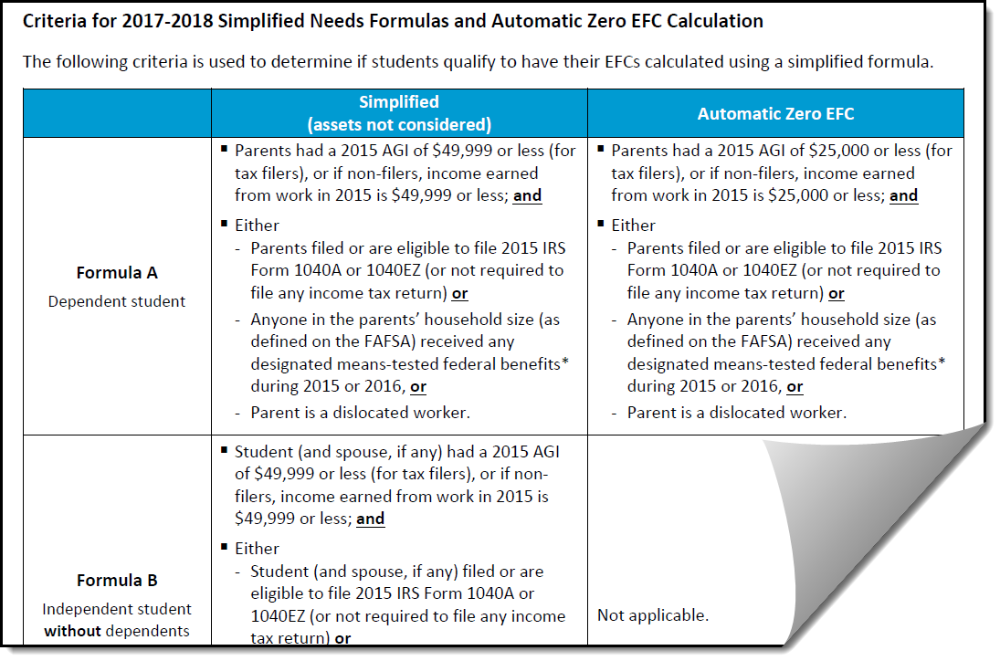 Criteria for 2017-2018 Simplified Needs Formulas and Automatic Zero EFC Calculation
The following criteria is used to determine if students qualify to have their EFCs calculated using a simplified formula.
Simplified
(assets not considered)
Automatic Zero EFC
Formula A
Dependent student
▪ Parents had a 2015 AGI of $49,999 or less (for
tax filers), or if non-filers, income earned
from work in 2015 is $49,999 or less; and
▪ Either
- Parents filed or are eligible to file 2015 IRS
Form 1040A or 1040EZ (or not required to
file any income tax return) or
- Anyone in the parents’ household size (as
defined on the FAFSA) received any
designated means-tested federal benefits*
during 2015 or 2016, or
- Parent is a dislocated worker.
▪ Parents had a 2015 AGI of $25,000 or less (for
tax filers), or if non-filers, income earned
from work in 2015 is $25,000 or less; and
▪ Either
- Parents filed or are eligible to file 2015 IRS
Form 1040A or 1040EZ (or not required to
file any income tax return) or
- Anyone in the parents’ household size (as
defined on the FAFSA) received any
designated means-tested federal benefits*
during 2015 or 2016, or
- Parent is a dislocated worker.
Formula B
Independent student
without dependents
▪ Student (and spouse, if any) had a 2015 AGI
of $49,999 or less (for tax filers), or if non-
filers, income earned from work in 2015 is
$49,999 or less; and
▪ Either
- Student (and spouse, if any) filed or are
eligible to file 2015 IRS Form 1040A or
1040EZ (or not required to file any income
tax return) or
Not applicable.